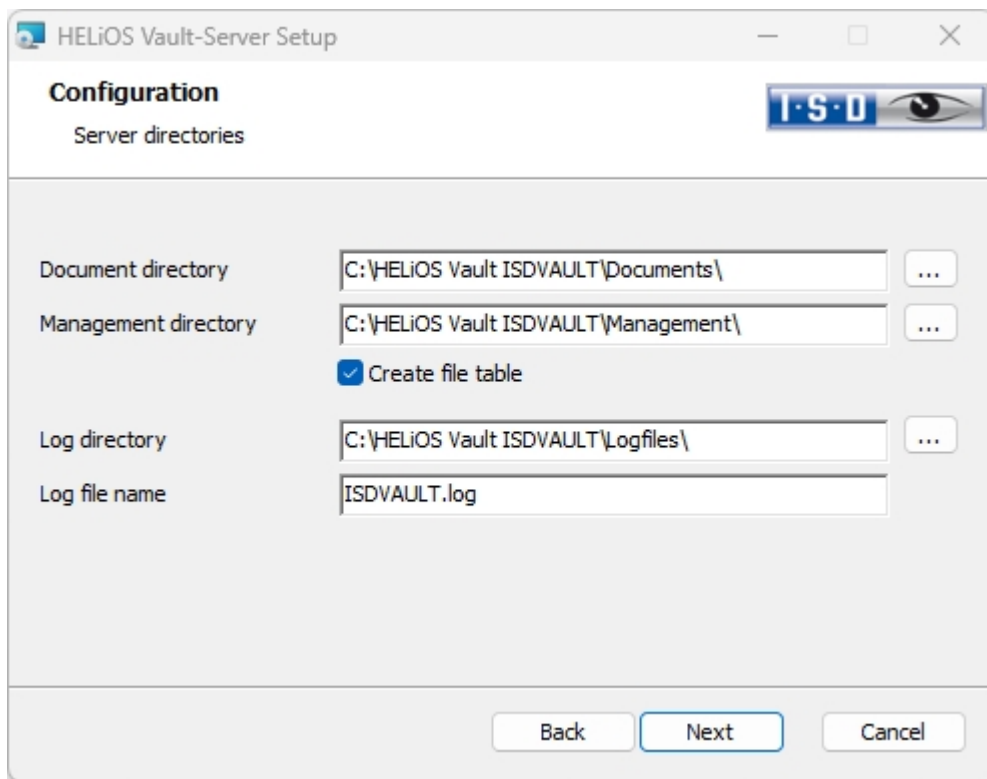 HELiOS Vault-Server Setup
Configuration
Server directories
I·S·D
Document directory C:\HELiOS Vault ISDVAULT\Documents\ ...
Management directory C:\HELiOS Vault ISDVAULT\Management\ ...
Create file table
Log directory C:\HELiOS Vault ISDVAULT\Logfiles\ ...
Log file name ISDVAULT.log
Back Next Cancel